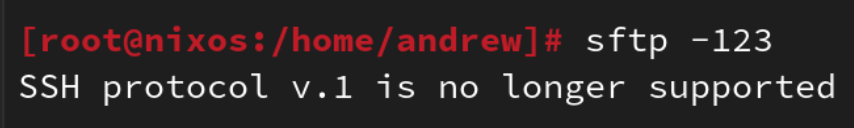 [root@nixos:/home/andrew]# sftp -123
SSH protocol v.1 is no longer supported